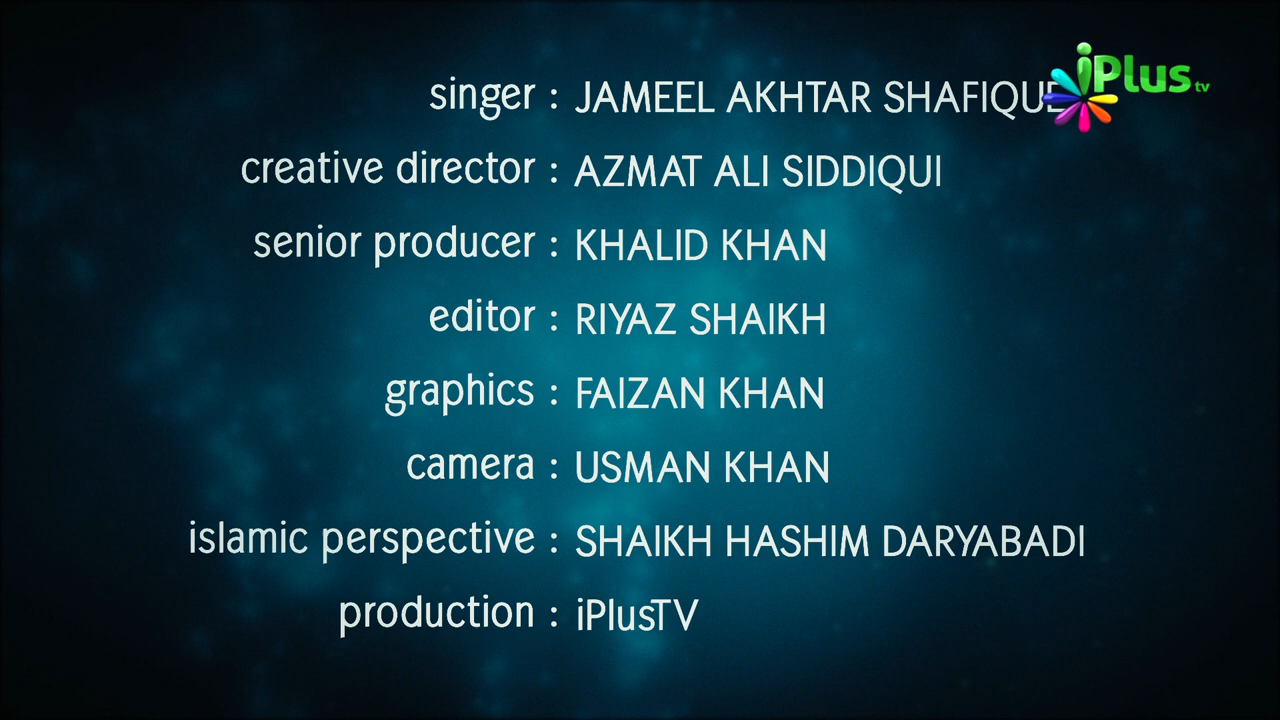 singer : JAMEEL AKHTAR SHAFIQUE
iPlus tv
creative director : AZMAT ALI SIDDIQUI
senior producer : KHALID KHAN
editor : RIYAZ SHAIKH
graphics : FAIZAN KHAN
camera : USMAN KHAN
islamic perspective : SHAIKH HASHIM DARYABADI
production : iPlusTV